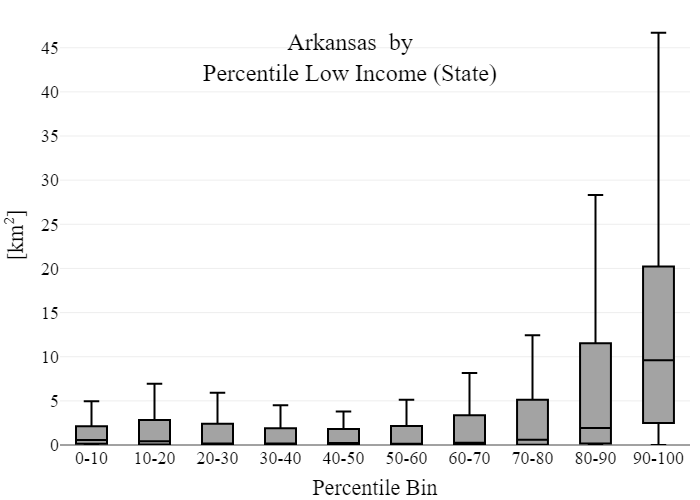 Arkansas by
Percentile Low Income (State)
45
40
35
30
25
20
15
10
5
0
[km²]
0-10 10-20 20-30 30-40 40-50 50-60 60-70 70-80 80-90 90-100
Percentile Bin